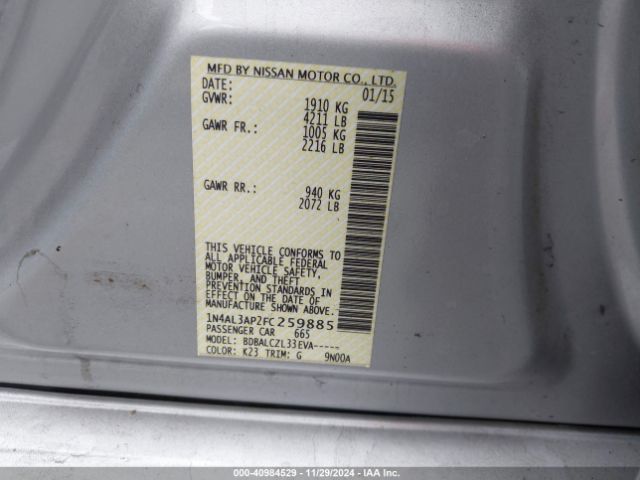 MFD BY NISSAN MOTOR CO., LTD.
DATE: 01/15
GVWR: 1910 KG
4211 LB
GAWR FR.: 1005 KG
2216 LB
GAWR RR.: 940 KG
2072 LB
THIS VEHICLE CONFORMS TO
ALL APPLICABLE FEDERAL
MOTOR VEHICLE SAFETY,
BUMPER, AND THEFT
PREVENTION STANDARDS IN
EFFECT ON THE DATE OF
MANUFACTURE SHOWN ABOVE.
1N4AL3AP2FC259885
PASSENGER CAR 665
MODEL: BDBALCZL33EVA-----
COLOR: K23 TRIM: G 9N00A
000-40984529 - 11/29/2024 - IAA Inc.